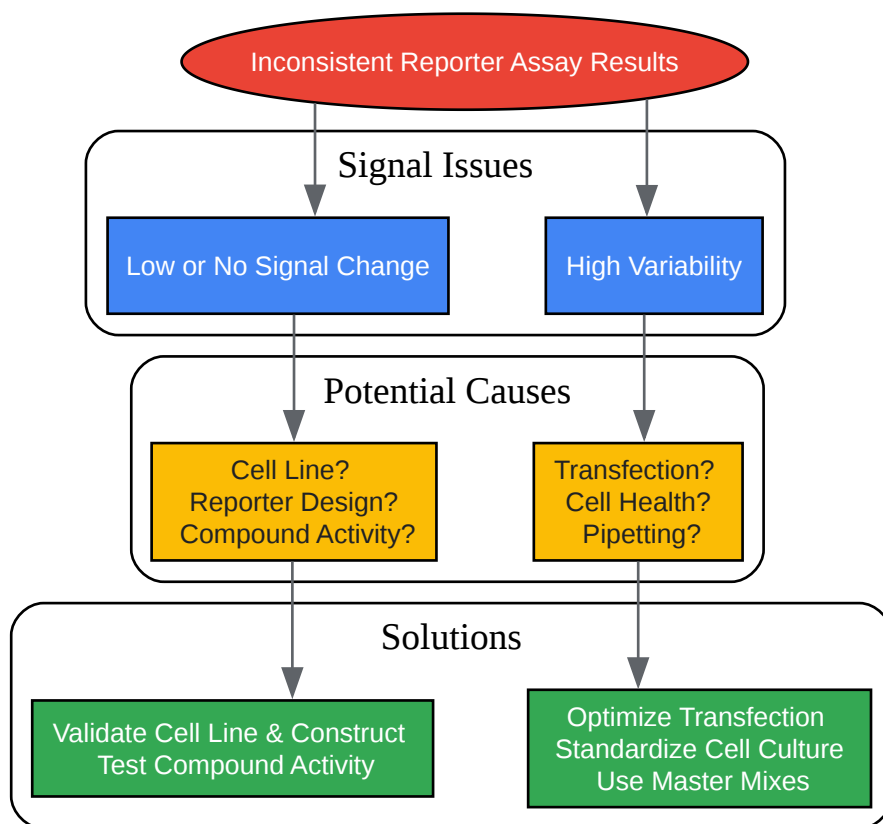 Inconsistent Reporter Assay Results
Signal Issues
Low or No Signal Change
High Variability
Potential Causes
Cell Line?
Reporter Design?
Compound Activity?
Transfection?
Cell Health?
Pipetting?
Solutions
Validate Cell Line & Construct
Test Compound Activity
Optimize Transfection
Standardize Cell Culture
Use Master Mixes